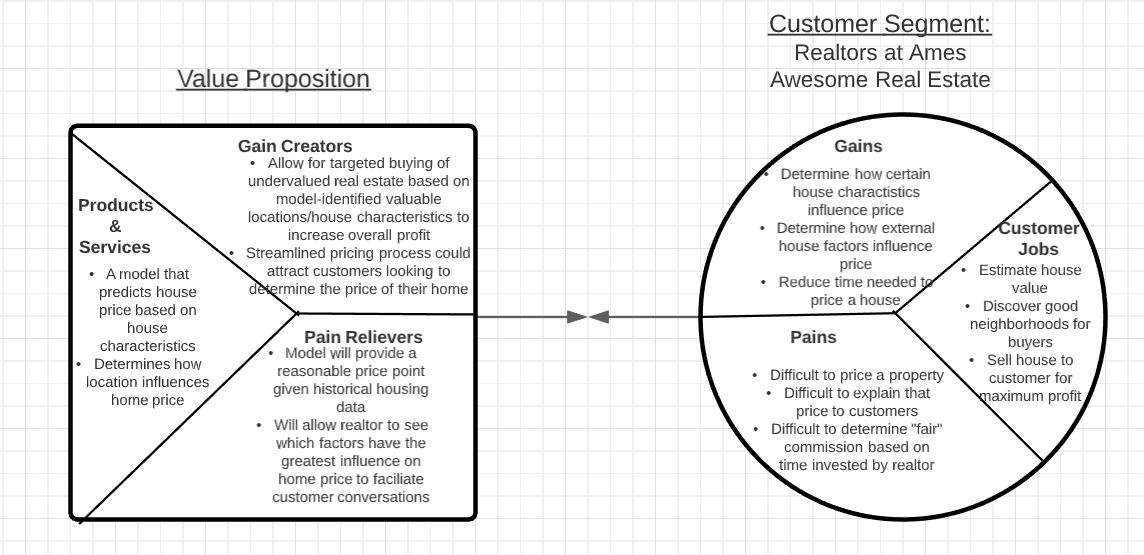 Value Proposition
Gain Creators
• Allow for targeted buying of
undervalued real estate based on
model-identified valuable
locations/house characteristics to
increase overall profit
• Streamlined pricing process could
attract customers looking to
determine the price of their home
Products
&
Services
• A model that
predicts house
price based on
house
characteristics
• Determines how
location influences
home price
Pain Relievers
• Model will provide a
reasonable price point
given historical housing
data
• Will allow realtor to see
which factors have the
greatest influence on
home price to faciliate
customer conversations
Customer Segment:
Realtors at Ames
Awesome Real Estate
Gains
• Determine how certain
house charactistics
influence price
• Determine how external
house factors influence
price
• Reduce time needed to
price a house
Customer
Jobs
• Estimate house
value
• Discover good
neighborhoods for
buyers
• Sell house to
customer for
maximum profit
Pains
• Difficult to price a property
• Difficult to explain that
price to customers
• Difficult to determine "fair"
commission based on
time invested by realtor